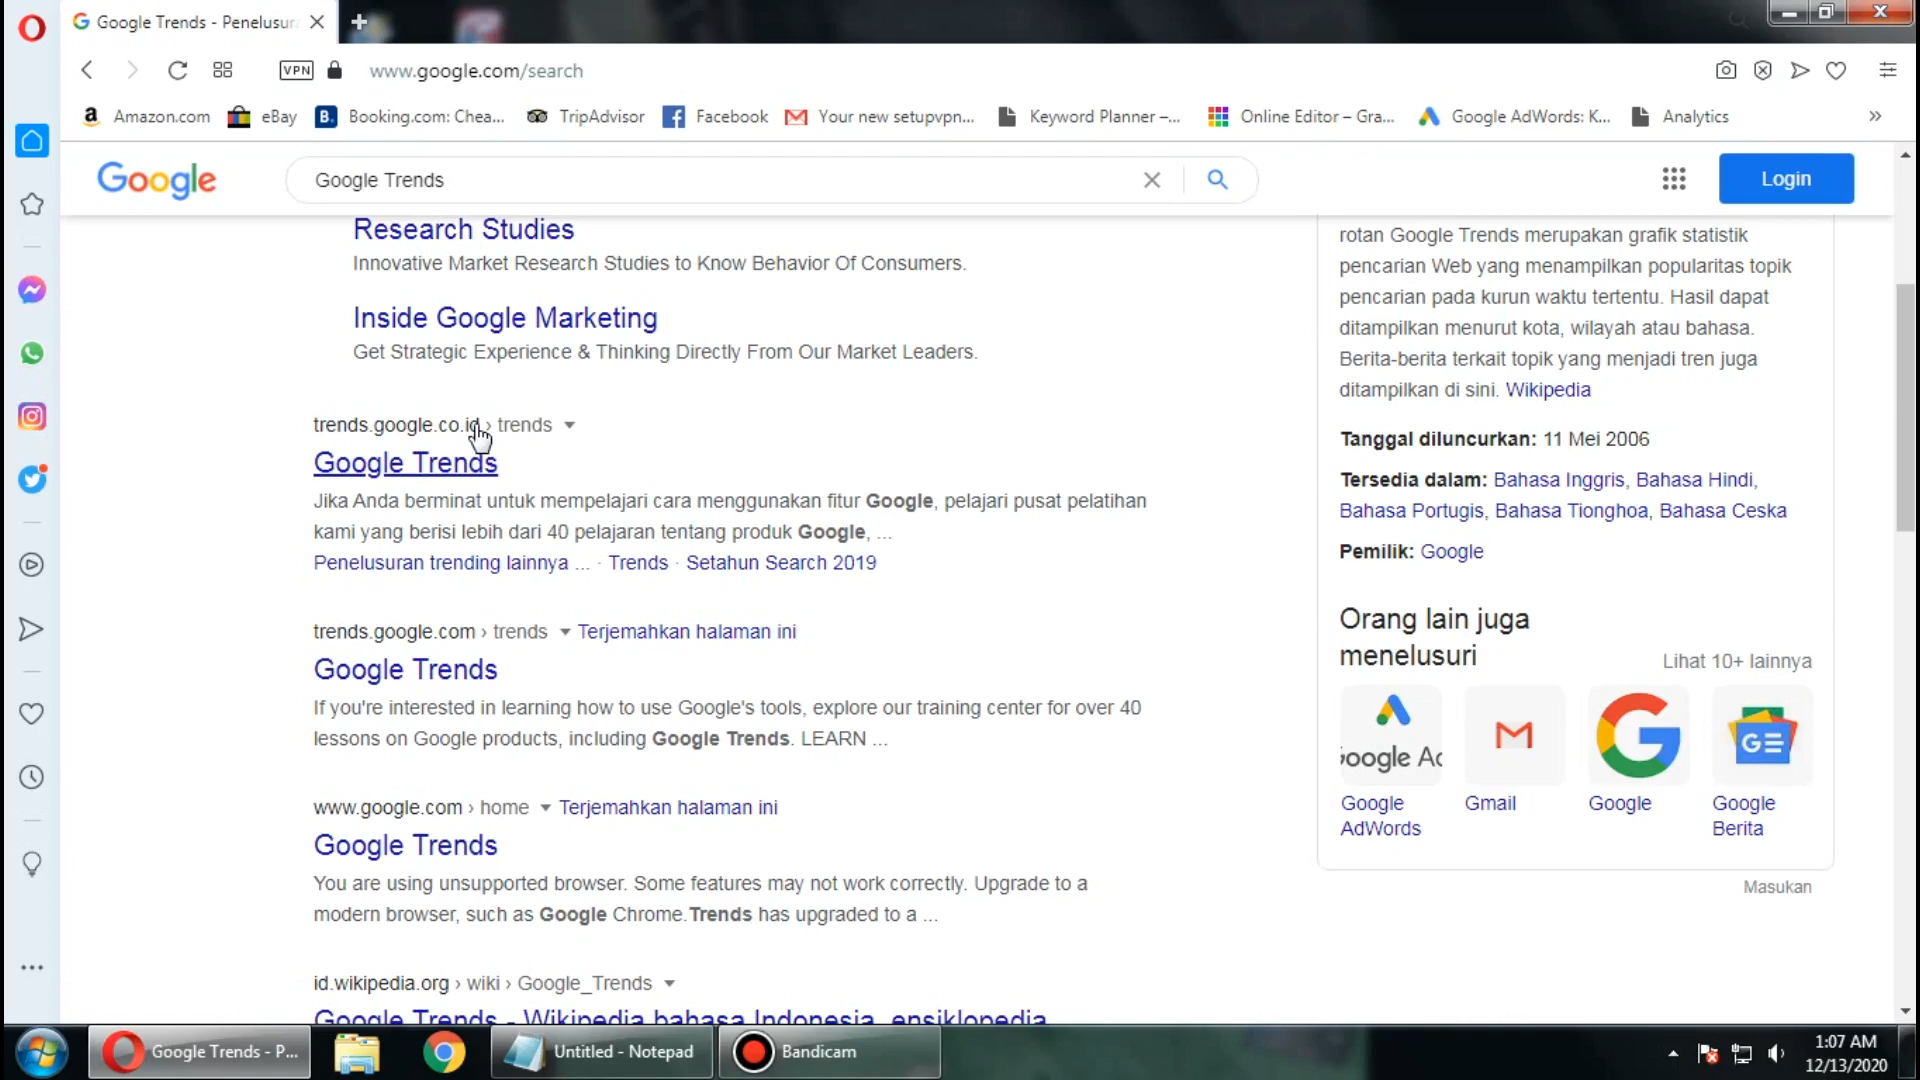 Google Trends - Penelusura
VPN
www.google.com/search
Amazon.com
eBay
Booking.com: Chea...
TripAdvisor
Facebook
Your new setupvpn...
Keyword Planner –...
Online Editor – Gra...
Google AdWords: K...
Analytics
Google
Google Trends
Login
Research Studies
Innovative Market Research Studies to Know Behavior Of Consumers.
Inside Google Marketing
Get Strategic Experience & Thinking Directly From Our Market Leaders.
trends.google.co.id › trends
Google Trends
Jika Anda berminat untuk mempelajari cara menggunakan fitur Google, pelajari pusat pelatihan
kami yang berisi lebih dari 40 pelajaran tentang produk Google, ...
Penelusuran trending lainnya ... · Trends · Setahun Search 2019
trends.google.com › trends Terjemahkan halaman ini
Google Trends
If you're interested in learning how to use Google's tools, explore our training center for over 40
lessons on Google products, including Google Trends. LEARN ...
www.google.com › home Terjemahkan halaman ini
Google Trends
You are using unsupported browser. Some features may not work correctly. Upgrade to a
modern browser, such as Google Chrome.Trends has upgraded to a ...
id.wikipedia.org › wiki › Google_Trends
Google Trends - Wikipedia bahasa Indonesia, ensiklopedia
rotan Google Trends merupakan grafik statistik
pencarian Web yang menampilkan popularitas topik
pencarian pada kurun waktu tertentu. Hasil dapat
ditampilkan menurut kota, wilayah atau bahasa.
Berita-berita terkait topik yang menjadi tren juga
ditampilkan di sini. Wikipedia
Tanggal diluncurkan: 11 Mei 2006
Tersedia dalam: Bahasa Inggris, Bahasa Hindi,
Bahasa Portugis, Bahasa Tionghoa, Bahasa Ceska
Pemilik: Google
Orang lain juga
menelusuri
Lihat 10+ lainnya
oogle Ad
GE
Google
AdWords
Gmail
Google
Google
Berita
Masukan
Google Trends - P...
Untitled - Notepad
Bandicam
1:07 AM
12/13/2020